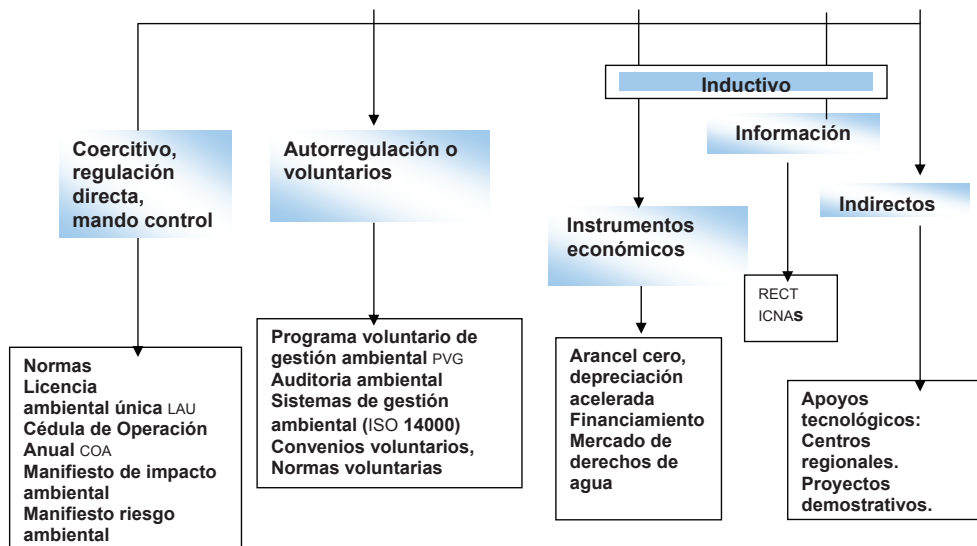 Inductivo
Coercitivo,
regulación
directa,
mando control
Autorregulación o
voluntarios
Instrumentos
económicos
Información
Indirectos
Normas
Licencia
ambiental única LAU
Cédula de Operación
Anual COA
Manifiesto de impacto
ambiental
Manifiesto riesgo
ambiental
Programa voluntario de
gestión ambiental PVG
Auditoria ambiental
Sistemas de gestión
ambiental (ISO 14000)
Convenios voluntarios,
Normas voluntarias
Arancel cero,
depreciación
acelerada
Financiamiento
Mercado de
derechos de
agua
RECT
ICNAS
Apoyos
tecnológicos:
Centros
regionales.
Proyectos
demostrativos.